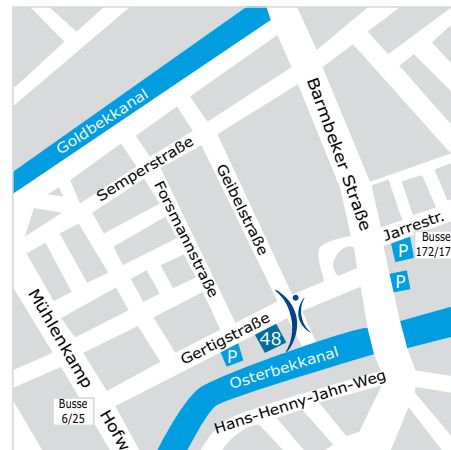 Goldbekkanal
Barmbeker Straße
Semperstraße
Geibelstraße
Forsmannstraße
Jarrestr.
Busse
172/17
P
P
Mühlenkamp
Gertigstraße
48
P
Osterbekkanal
Busse
6/25
Hofw
Hans-Henny-Jahn-Weg